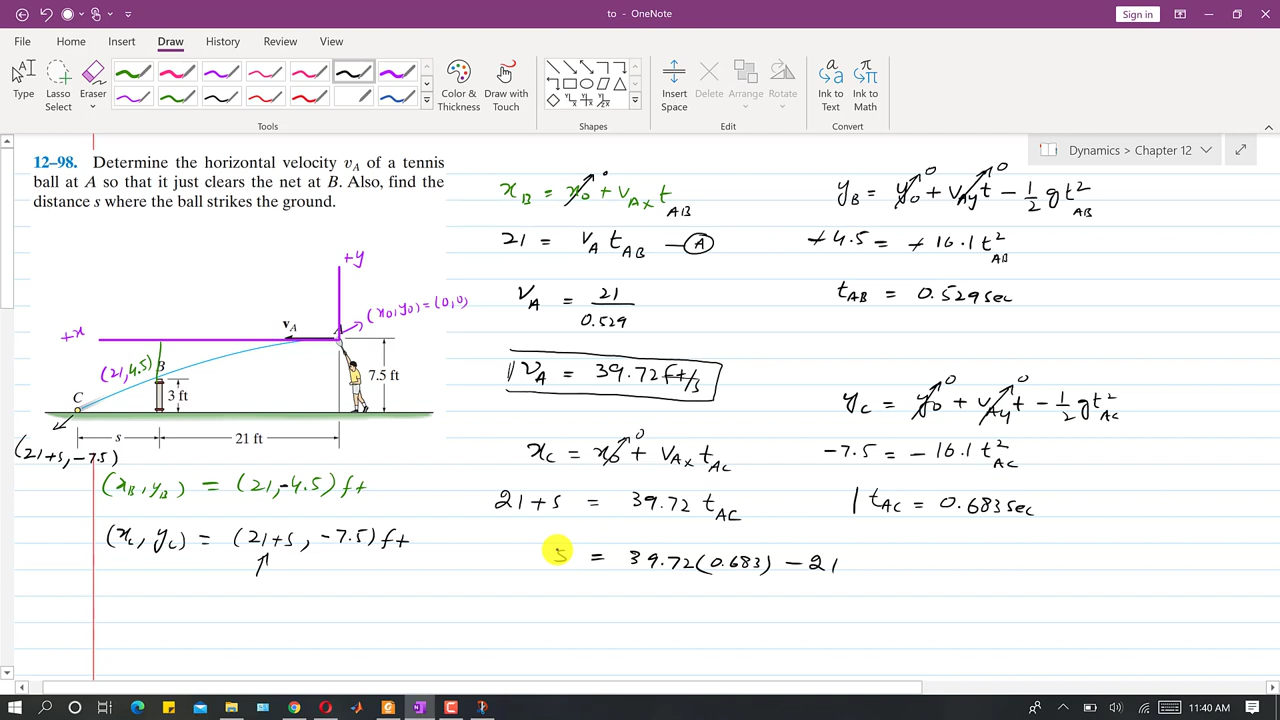 to - OneNote
Sign in
File Home Insert Draw History Review View
Type
Lasso Select
Eraser
Color & Thickness
Draw with Touch
Insert Space
Delete
Arrange
Rotate
Ink to Text
Ink to Math
Tools
Shapes
Edit
Convert
Dynamics > Chapter 12
12–98. Determine the horizontal velocity vA of a tennis
ball at A so that it just clears the net at B. Also, find the
distance s where the ball strikes the ground.
+y
(x0, y0) = (0,0)
+x
vA
A
(21, 4.5)
B
7.5 ft
C
3 ft
s
21 ft
(21+s, -7.5)
(xB, yB) = (21, -4.5) ft
(xC, yC) = (21+s, -7.5) ft
↑
xB = x0 + vAx tAB
0
21 = vA tAB — A
vA = 21 / 0.529
vA = 39.72 ft/s
xC = x0 + vAx tAC
0
21 + s = 39.72 tAC
s = 39.72(0.683) - 21
yB = y0 + vAy t - 1/2 g t²AB
0 0
-4.5 = -16.1 t²AB
tAB = 0.529 sec
yC = y0 + vAy t - 1/2 g t²AC
0 0
-7.5 = -16.1 t²AC
tAC = 0.683 sec
11:40 AM